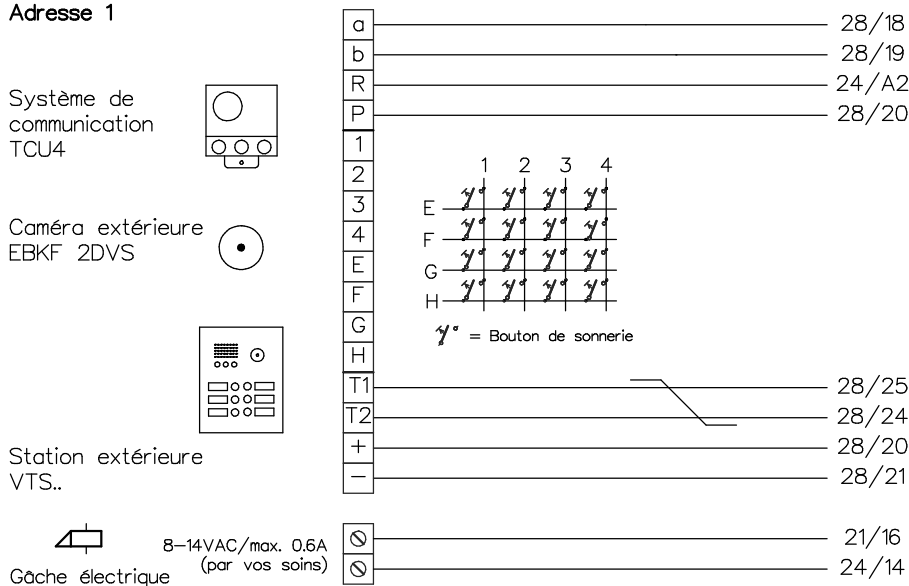 Adresse 1
a 28/18
b 28/19
R 24/A2
P 28/20
1
2
3
4
E
F
G
H
T1 28/25
T2 28/24
+ 28/20
− 28/21
21/16
24/14
Système de
communication
TCU4
Caméra extérieure
EBKF 2DVS
Station extérieure
VTS..
Gâche électrique
8−14VAC/max. 0.6A
(par vos soins)
1 2 3 4
E
F
G
H
= Bouton de sonnerie